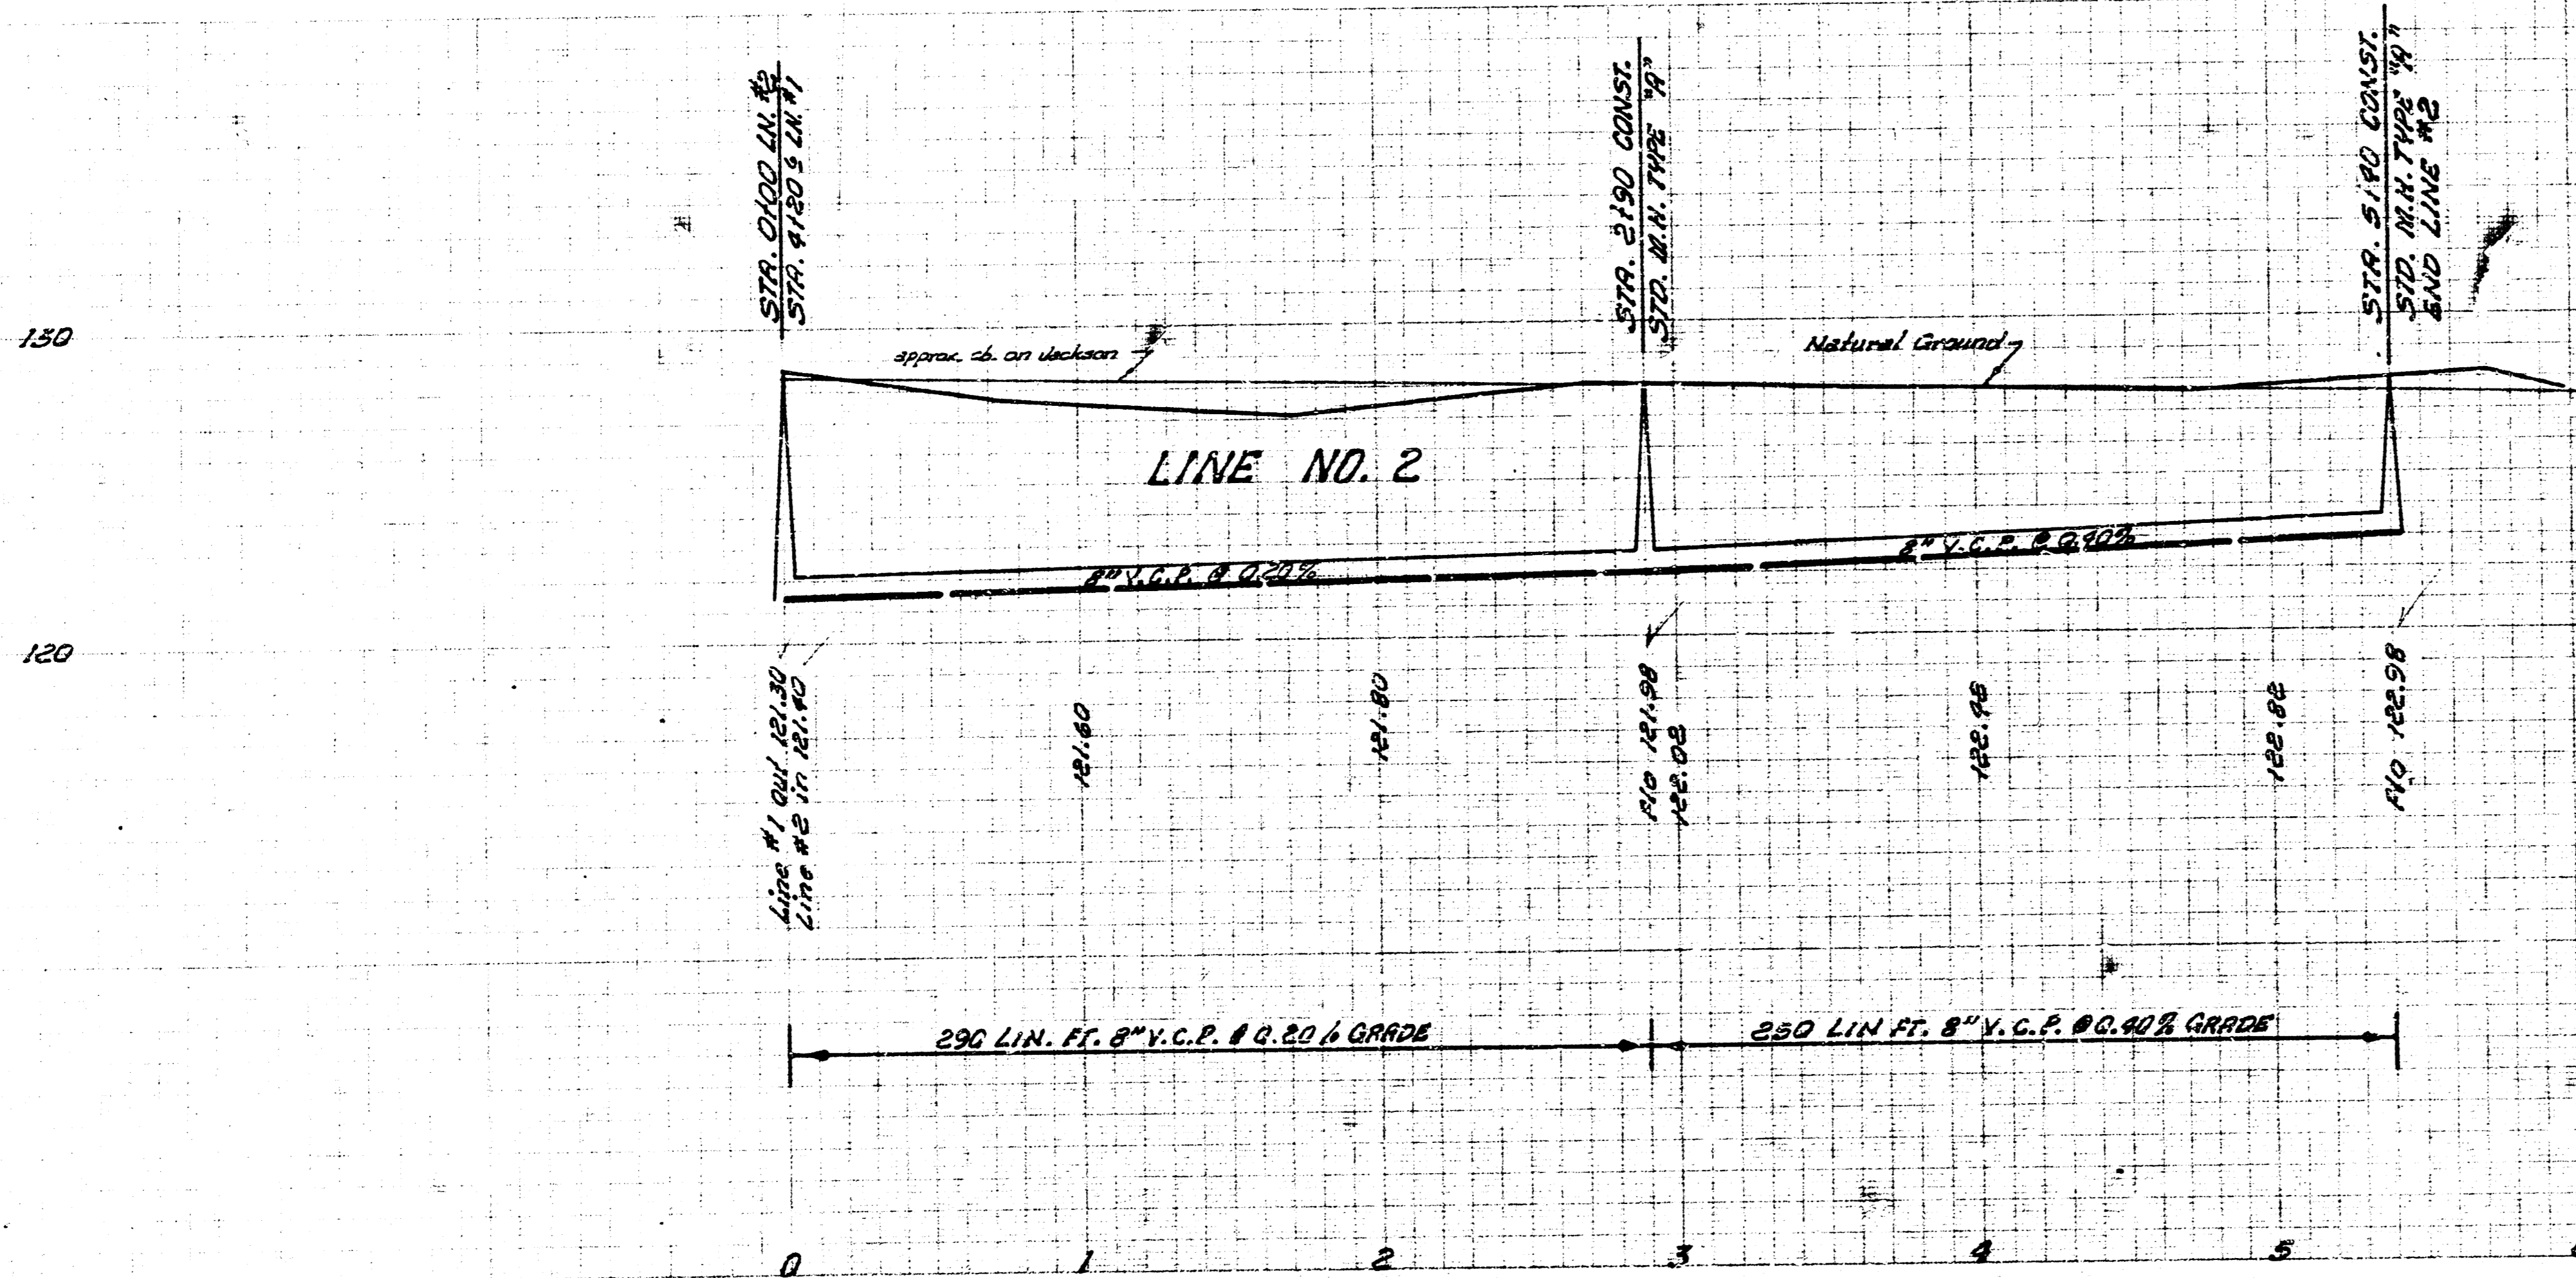 STA. 0+00 LN. #2
STA. 4+20 S LN. #1
STA. 2+90 CONST.
STD. M.H. TYPE "A"
STA. 5+40 CONST.
STD. M.H. TYPE "A"
END LINE #2
130
approx. cb. on Jackson
Natural Ground
LINE NO. 2
8" V.C.P. @ 0.20%
8" V.C.P. @ 0.40%
120
Line #1 Out 121.30
Line #2 in 121.40
121.60
121.80
F/O 121.98
122.02
122.42
122.82
F/O 122.98
290 LIN. FT. 8" V.C.P. @ 0.20% GRADE
250 LIN FT. 8" V.C.P. @ 0.40% GRADE
0 1 2 3 4 5